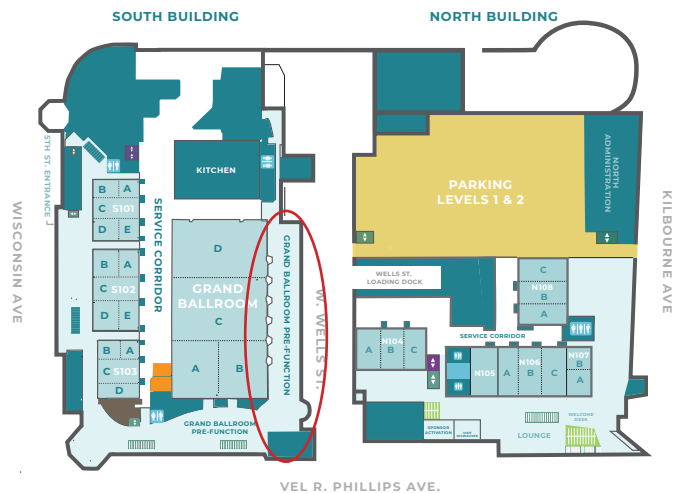 SOUTH BUILDING
NORTH BUILDING
5TH ST. ENTRANCE
WISCONSIN AVE
KITCHEN
B A
C S101
D E
B A
C S102
D E
B A
C S103
D
SERVICE CORRIDOR
D
GRAND
BALLROOM
C
A B
GRAND BALLROOM PRE-FUNCTION
GRAND BALLROOM
PRE-FUNCTION
W. WELLS ST.
PARKING
LEVELS 1 & 2
NORTH
ADMINISTRATION
KILBOURNE AVE
WELLS ST.
LOADING DOCK
C
N108
B
A
SERVICE CORRIDOR
N104
A B C
N105
N106
A B C
N107
B
A
SPONSOR
ACTIVATION
LOUNGE
VEL R. PHILLIPS AVE.